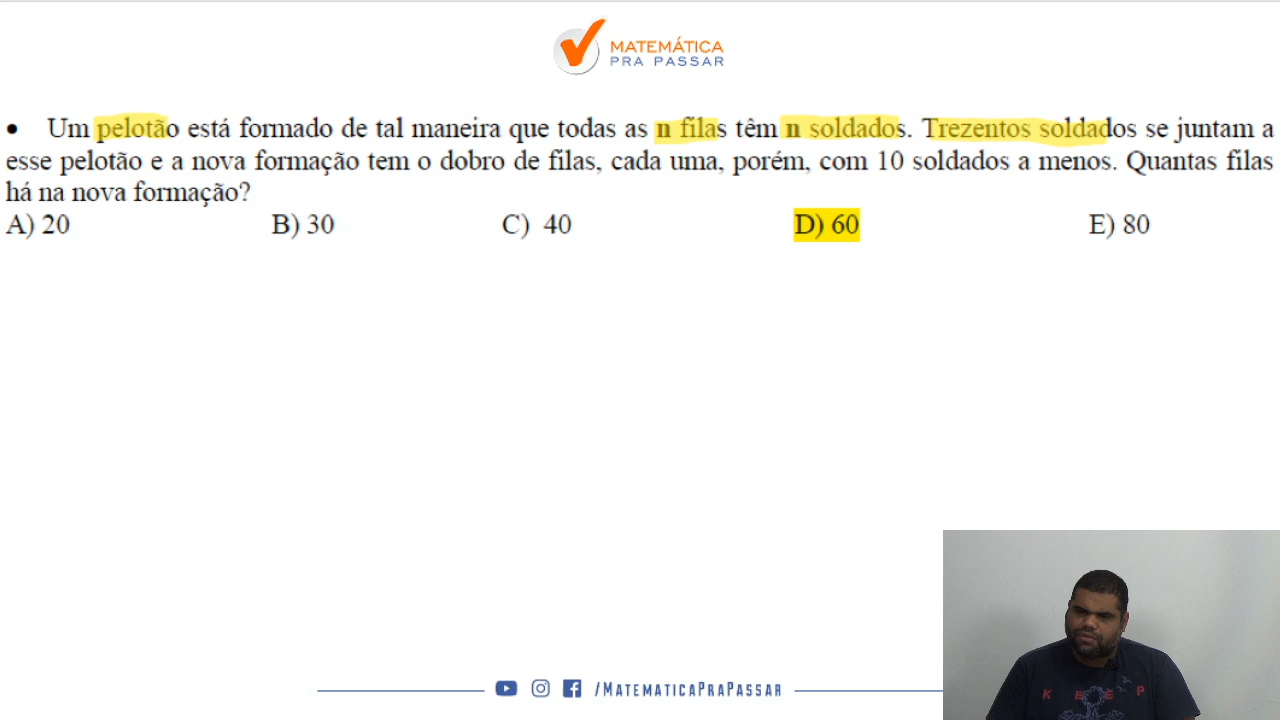 MATEMÁTICA
PRA PASSAR
• Um pelotão está formado de tal maneira que todas as n filas têm n soldados. Trezentos soldados se juntam a
esse pelotão e a nova formação tem o dobro de filas, cada uma, porém, com 10 soldados a menos. Quantas filas
há na nova formação?
A) 20 B) 30 C) 40 D) 60 E) 80
K E E P
/MATEMATICAPRAPASSAR